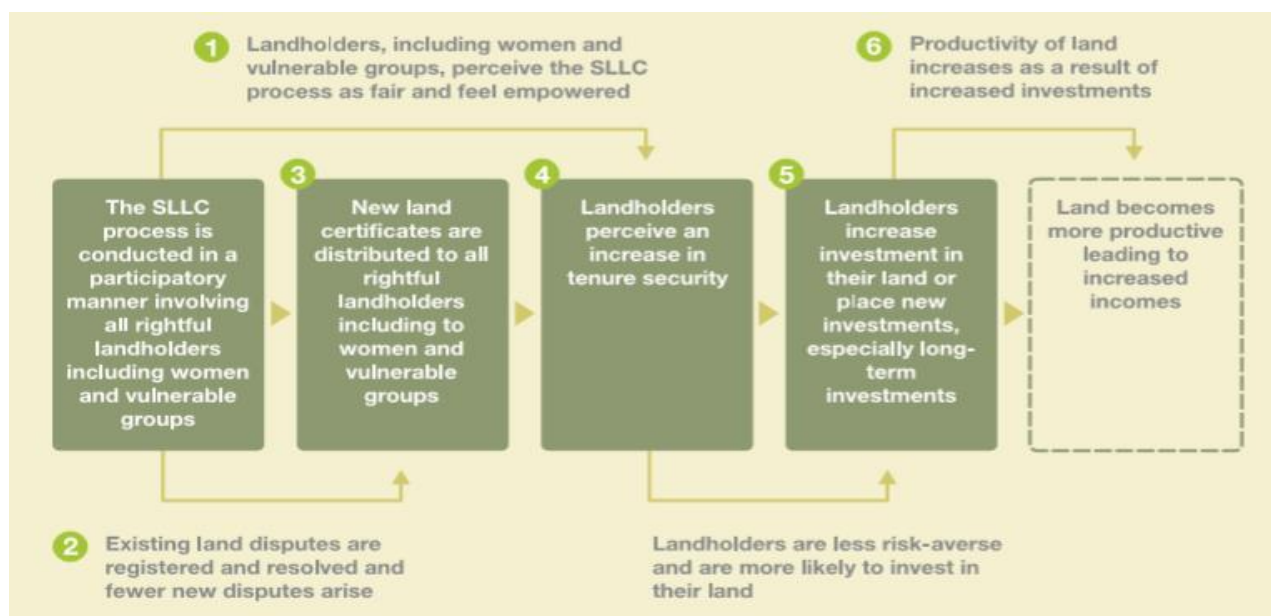 1
Landholders, including women and
vulnerable groups, perceive the SLLC
process as fair and feel empowered
6
Productivity of land
increases as a result of
increased investments
The SLLC
process is
conducted in a
participatory
manner involving
all rightful
landholders
including women
and vulnerable
groups
3
New land
certificates are
distributed to all
rightful
landholders
including to
women and
vulnerable
groups
4
Landholders
perceive an
increase in
tenure security
5
Landholders
increase
investment in
their land or
place new
investments,
especially long-
term
investments
Land becomes
more productive
leading to
increased
incomes
2
Existing land disputes are
registered and resolved and
fewer new disputes arise
Landholders are less risk-averse
and are more likely to invest in
their land